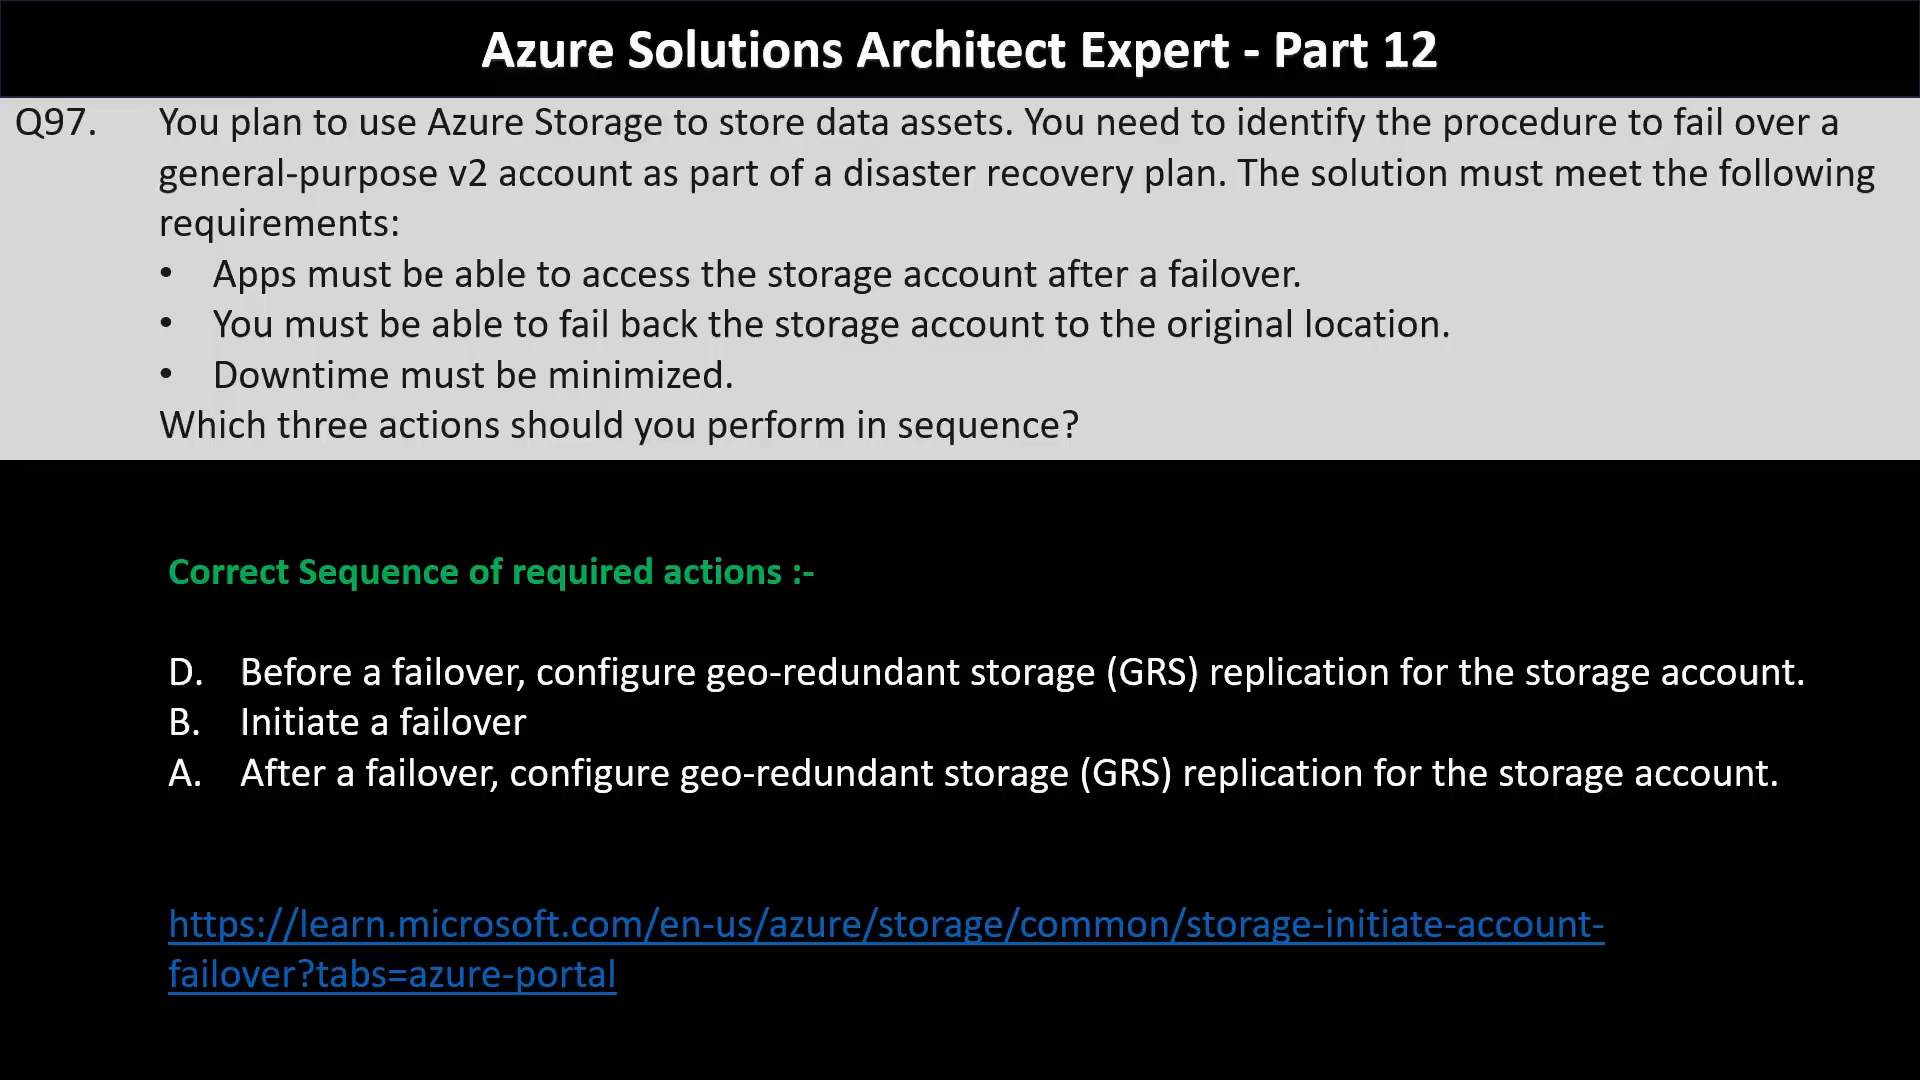 Azure Solutions Architect Expert - Part 12
Q97. You plan to use Azure Storage to store data assets. You need to identify the procedure to fail over a
general-purpose v2 account as part of a disaster recovery plan. The solution must meet the following
requirements:
• Apps must be able to access the storage account after a failover.
• You must be able to fail back the storage account to the original location.
• Downtime must be minimized.
Which three actions should you perform in sequence?
Correct Sequence of required actions :-
D. Before a failover, configure geo-redundant storage (GRS) replication for the storage account.
B. Initiate a failover
A. After a failover, configure geo-redundant storage (GRS) replication for the storage account.
https://learn.microsoft.com/en-us/azure/storage/common/storage-initiate-account-
failover?tabs=azure-portal